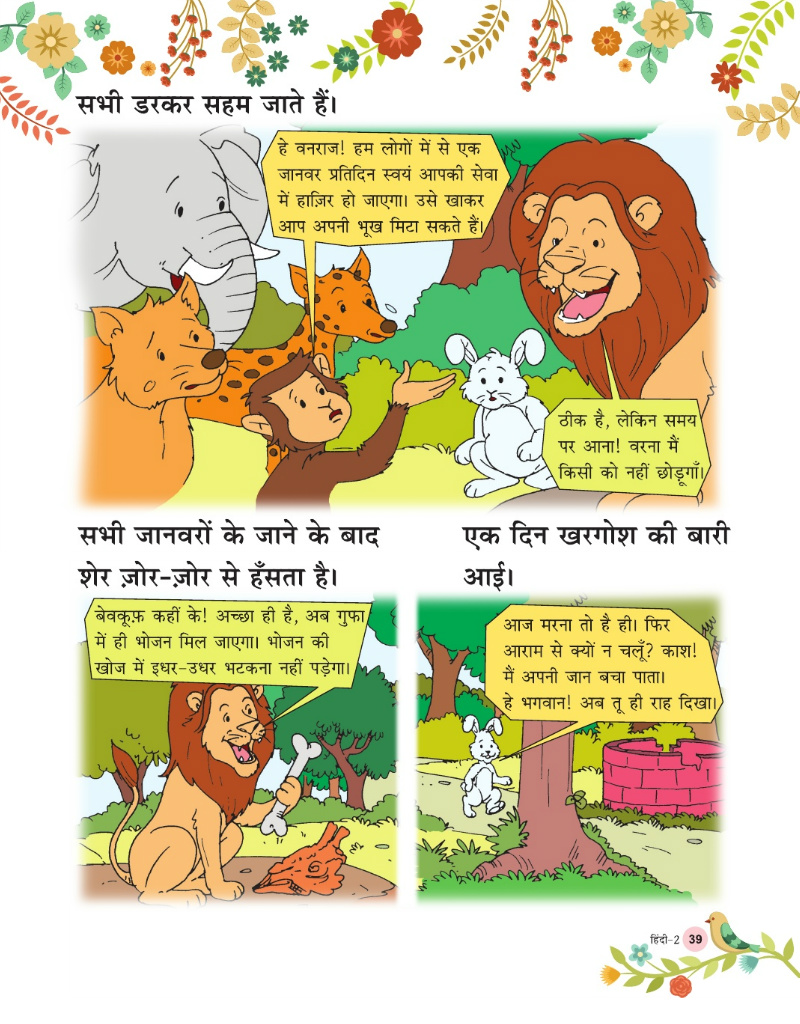 सभी डरकर सहम जाते हैं।
हे वनराज! हम लोगों में से एक
जानवर प्रतिदिन स्वयं आपकी सेवा
में हाज़िर हो जाएगा। उसे खाकर
आप अपनी भूख मिटा सकते हैं।
ठीक है, लेकिन समय
पर आना! वरना मैं
किसी को नहीं छोड़ूगाँ।
सभी जानवरों के जाने के बाद
शेर ज़ोर-ज़ोर से हँसता है।
बेवकूफ़ कहीं के! अच्छा ही है, अब गुफा
में ही भोजन मिल जाएगा। भोजन की
खोज में इधर-उधर भटकना नहीं पड़ेगा।
एक दिन खरगोश की बारी
आई।
आज मरना तो है ही। फिर
आराम से क्यों न चलूँ? काश!
मैं अपनी जान बचा पाता।
हे भगवान! अब तू ही राह दिखा।
हिंदी-2 39